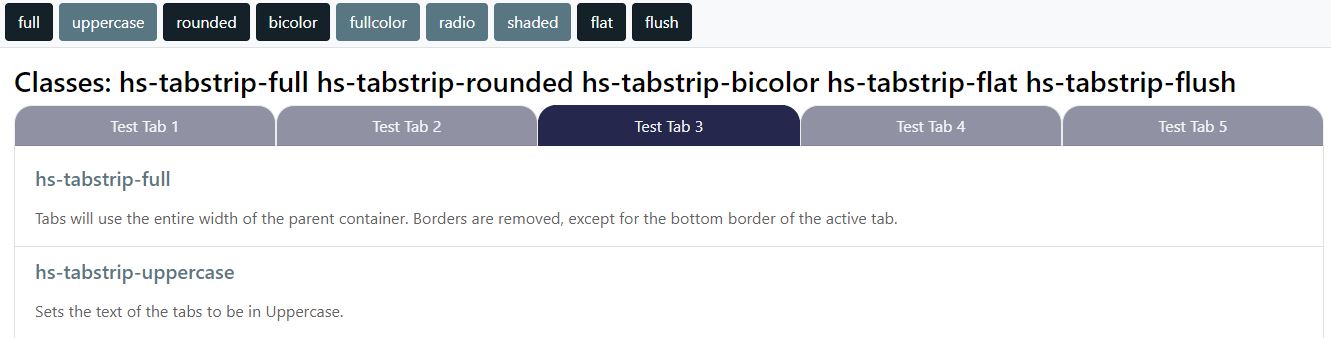 full uppercase rounded bicolor fullcolor radio shaded flat flush
Classes: hs-tabstrip-full hs-tabstrip-rounded hs-tabstrip-bicolor hs-tabstrip-flat hs-tabstrip-flush
Test Tab 1 Test Tab 2 Test Tab 3 Test Tab 4 Test Tab 5
hs-tabstrip-full
Tabs will use the entire width of the parent container. Borders are removed, except for the bottom border of the active tab.
hs-tabstrip-uppercase
Sets the text of the tabs to be in Uppercase.